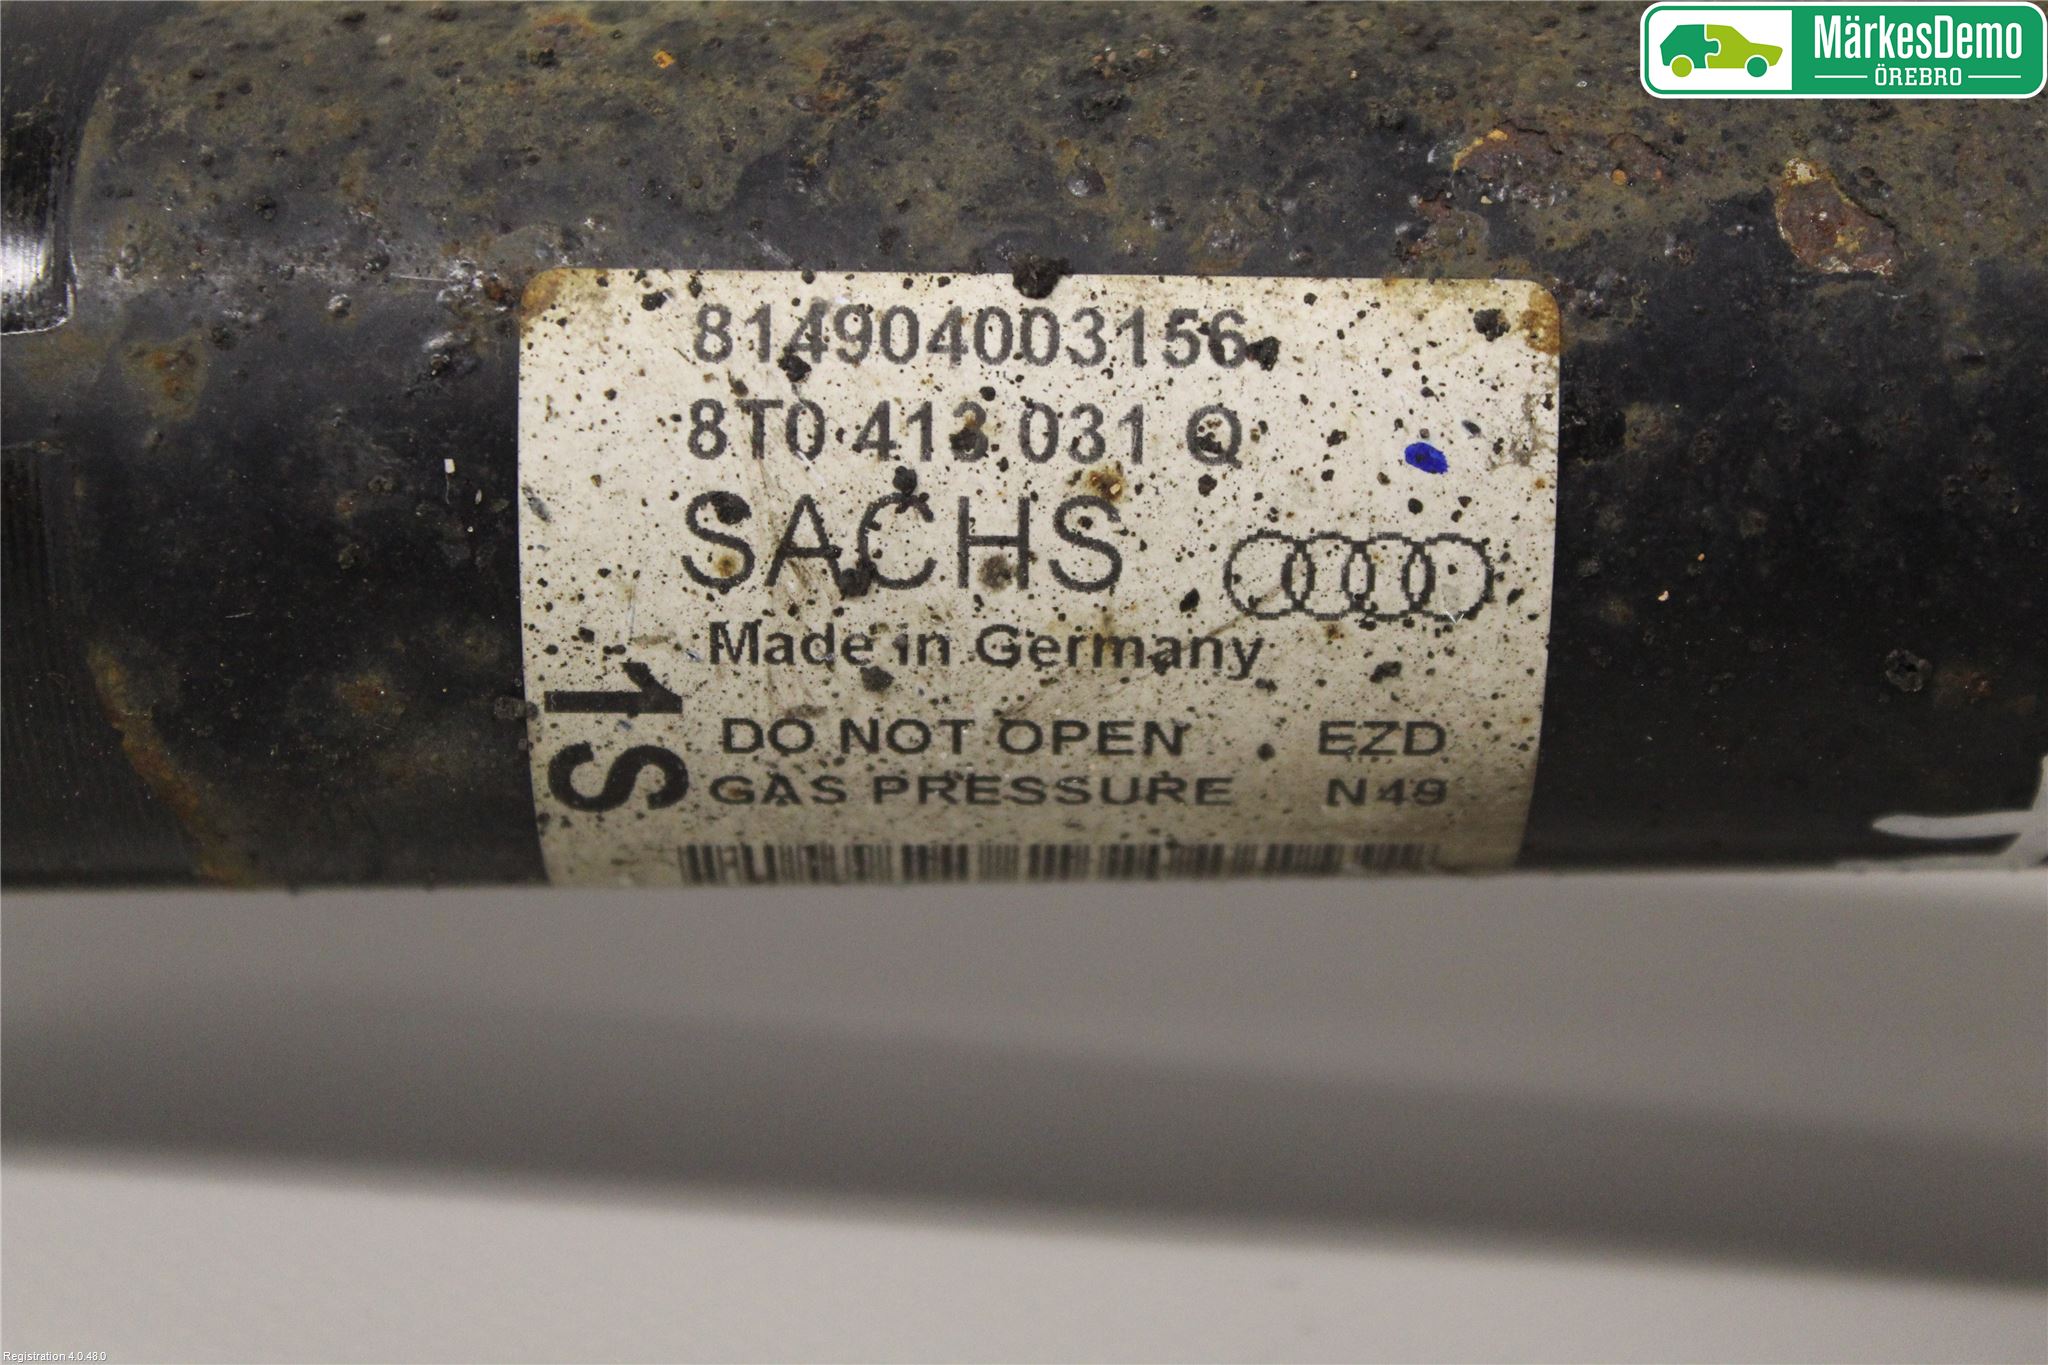 MärkesDemo
ÖREBRO
814904003156
8T0 413 031 Q
SACHS
Made in Germany
1S
DO NOT OPEN EZD
GAS PRESSURE N49
Registration 4.0.48.0